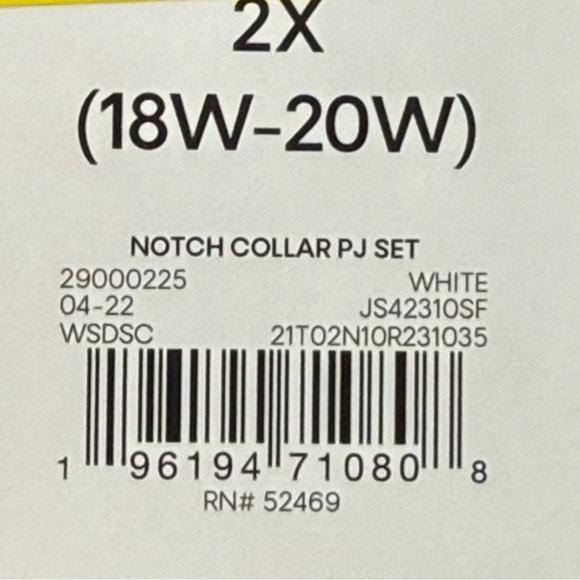 2X
(18W-20W)
NOTCH COLLAR PJ SET
29000225 WHITE
04-22 JS42310SF
WSDSC 21T02N10R231035
1 96194 71080 8
RN# 52469